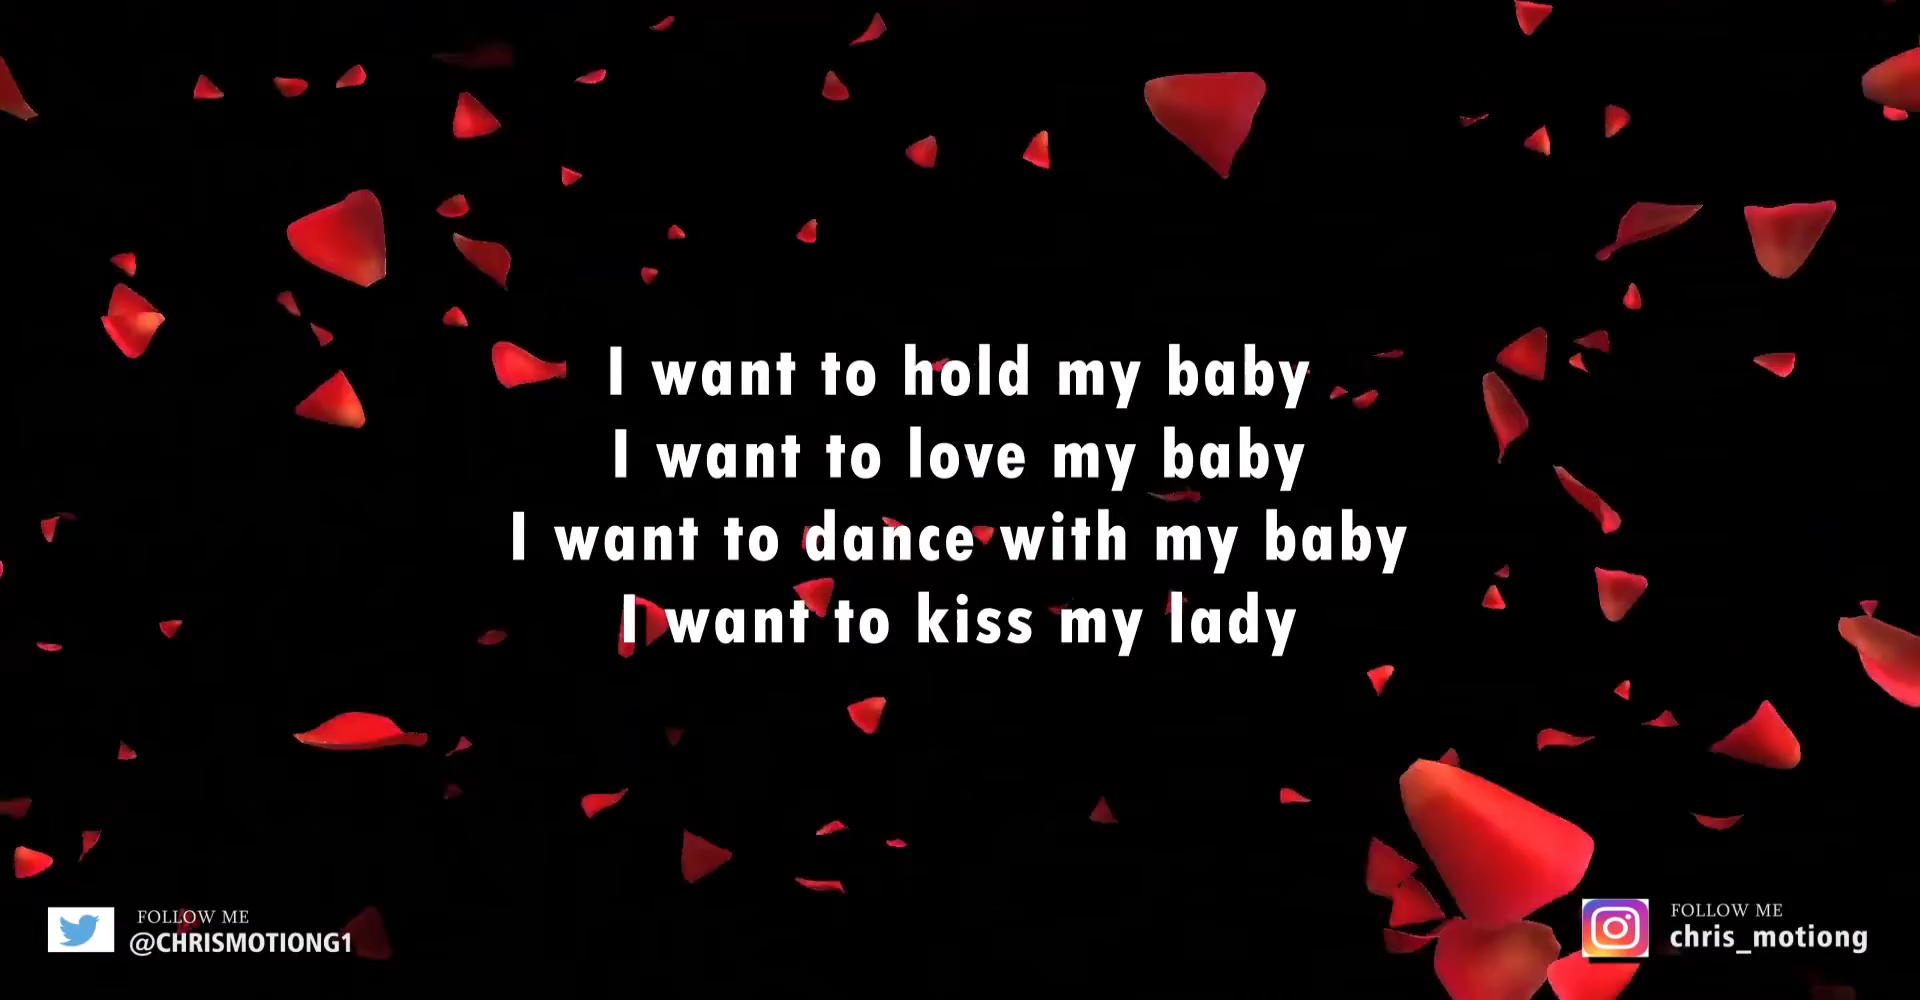 I want to hold my baby
I want to love my baby
I want to dance with my baby
I want to kiss my lady
FOLLOW ME
@CHRISMOTIONG1
FOLLOW ME
chris_motiong